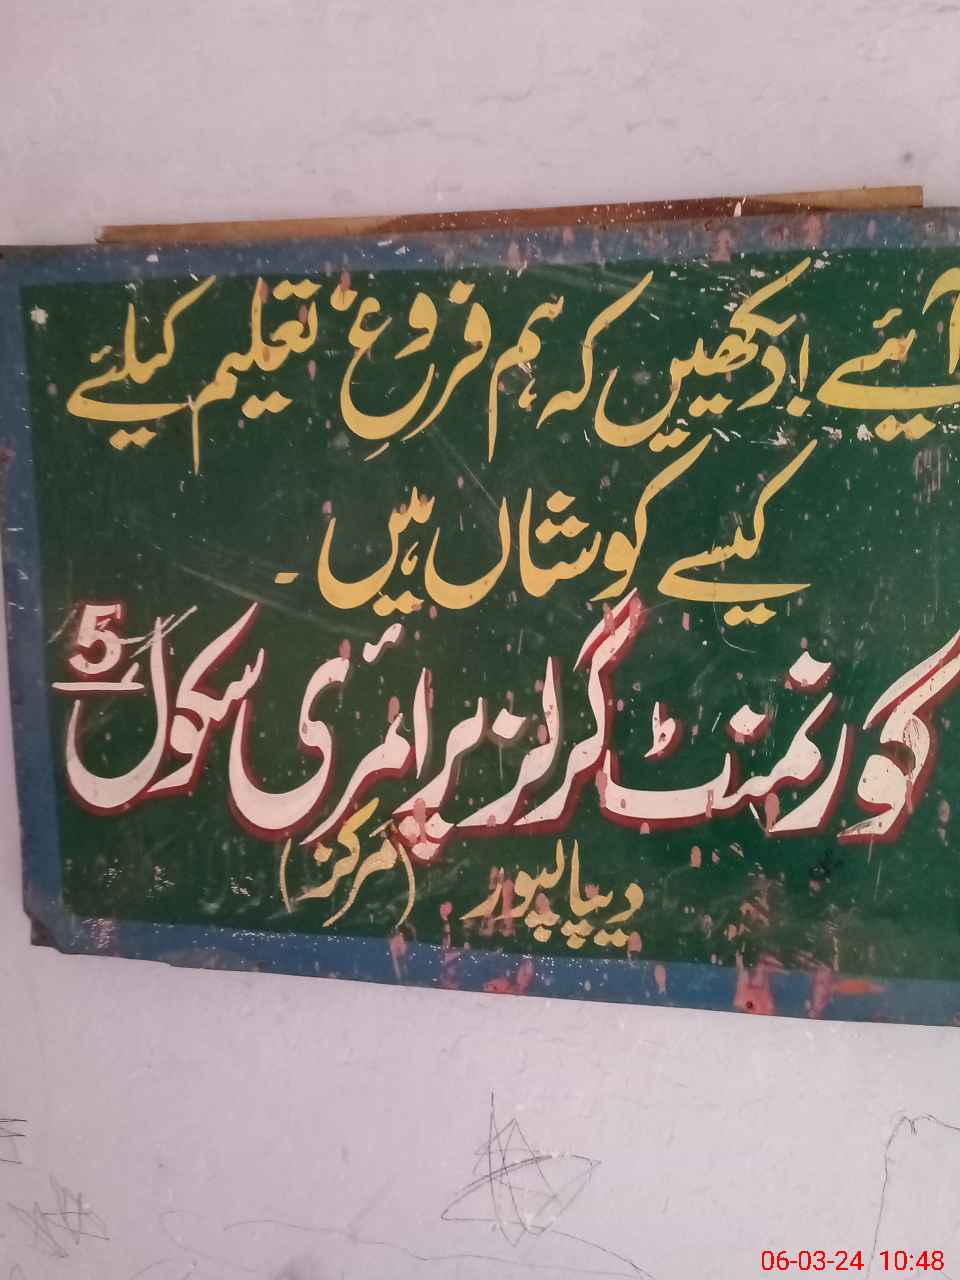 آیئے! دیکھیں کہ ہم فروغِ تعلیم کیلئے
کیسے کوشاں ہیں۔
گورنمنٹ گرلز پرائمری سکول 5
دیپالپور (مرکز)
06-03-24 10:48